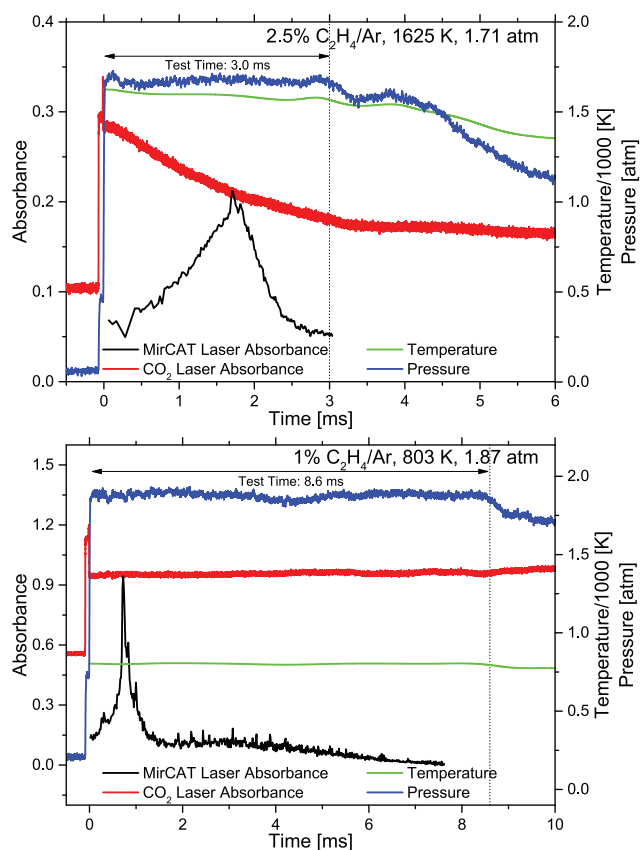 2.5% C₂H₄/Ar, 1625 K, 1.71 atm
Test Time: 3.0 ms
0.4
0.3
0.2
0.1
0.0
Absorbance
2.0
1.5
1.0
0.5
0.0
Temperature/1000 [K]
Pressure [atm]
MirCAT Laser Absorbance
Temperature
CO₂ Laser Absorbance
Pressure
0 1 2 3 4 5 6
Time [ms]
1% C₂H₄/Ar, 803 K, 1.87 atm
Test Time: 8.6 ms
1.5
1.2
0.9
0.6
0.3
0.0
Absorbance
2.0
1.5
1.0
0.5
0.0
Temperature/1000 [K]
Pressure [atm]
MirCAT Laser Absorbance
Temperature
CO₂ Laser Absorbance
Pressure
0 2 4 6 8 10
Time [ms]